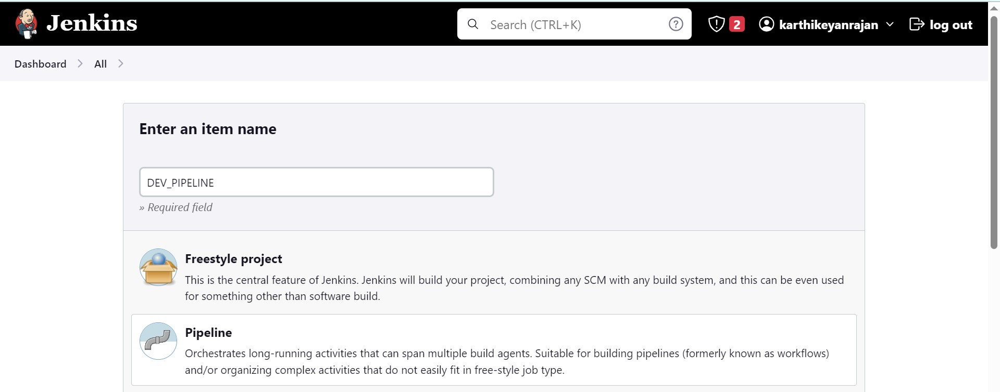 Jenkins
Search (CTRL+K)
2
karthikeyanrajan
log out
Dashboard
All
Enter an item name
DEV_PIPELINE
» Required field
Freestyle project
This is the central feature of Jenkins. Jenkins will build your project, combining any SCM with any build system, and this can be even used
for something other than software build.
Pipeline
Orchestrates long-running activities that can span multiple build agents. Suitable for building pipelines (formerly known as workflows)
and/or organizing complex activities that do not easily fit in free-style job type.